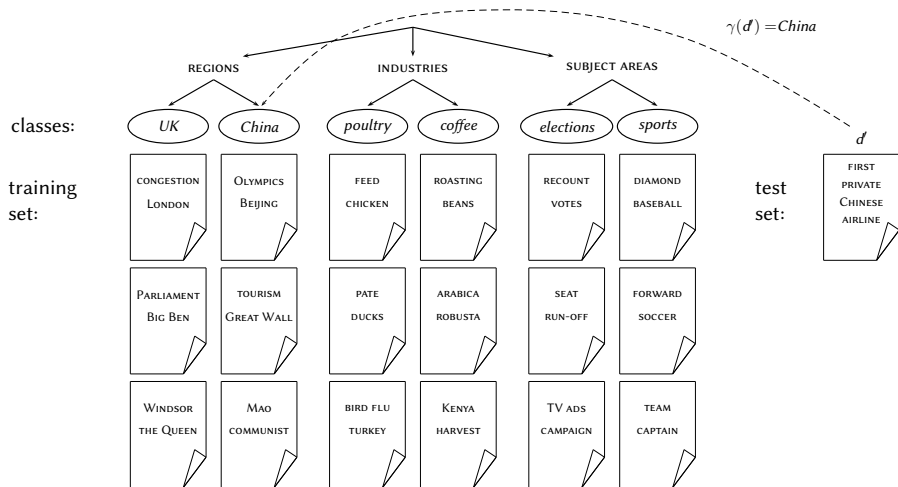 γ(d′) =China
REGIONS
INDUSTRIES
SUBJECT AREAS
classes:
UK
China
poultry
coffee
elections
sports
d′
training
set:
CONGESTION
LONDON
OLYMPICS
BEIJING
FEED
CHICKEN
ROASTING
BEANS
RECOUNT
VOTES
DIAMOND
BASEBALL
test
set:
FIRST
PRIVATE
CHINESE
AIRLINE
PARLIAMENT
BIG BEN
TOURISM
GREAT WALL
PATE
DUCKS
ARABICA
ROBUSTA
SEAT
RUN-OFF
FORWARD
SOCCER
WINDSOR
THE QUEEN
MAO
COMMUNIST
BIRD FLU
TURKEY
KENYA
HARVEST
TV ADS
CAMPAIGN
TEAM
CAPTAIN